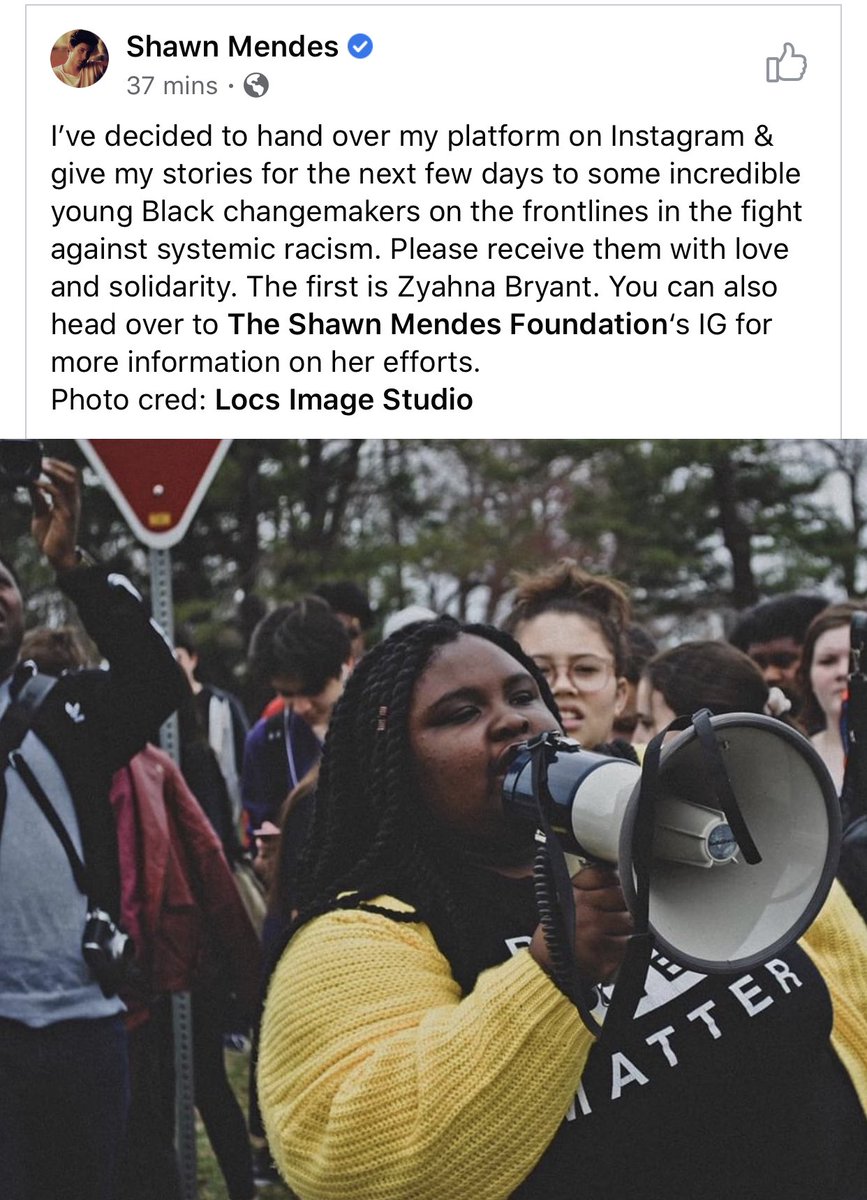 Shawn Mendes
37 mins ·
I’ve decided to hand over my platform on Instagram &
give my stories for the next few days to some incredible
young Black changemakers on the frontlines in the fight
against systemic racism. Please receive them with love
and solidarity. The first is Zyahna Bryant. You can also
head over to The Shawn Mendes Foundation‘s IG for
more information on her efforts.
Photo cred: Locs Image Studio
MATTER